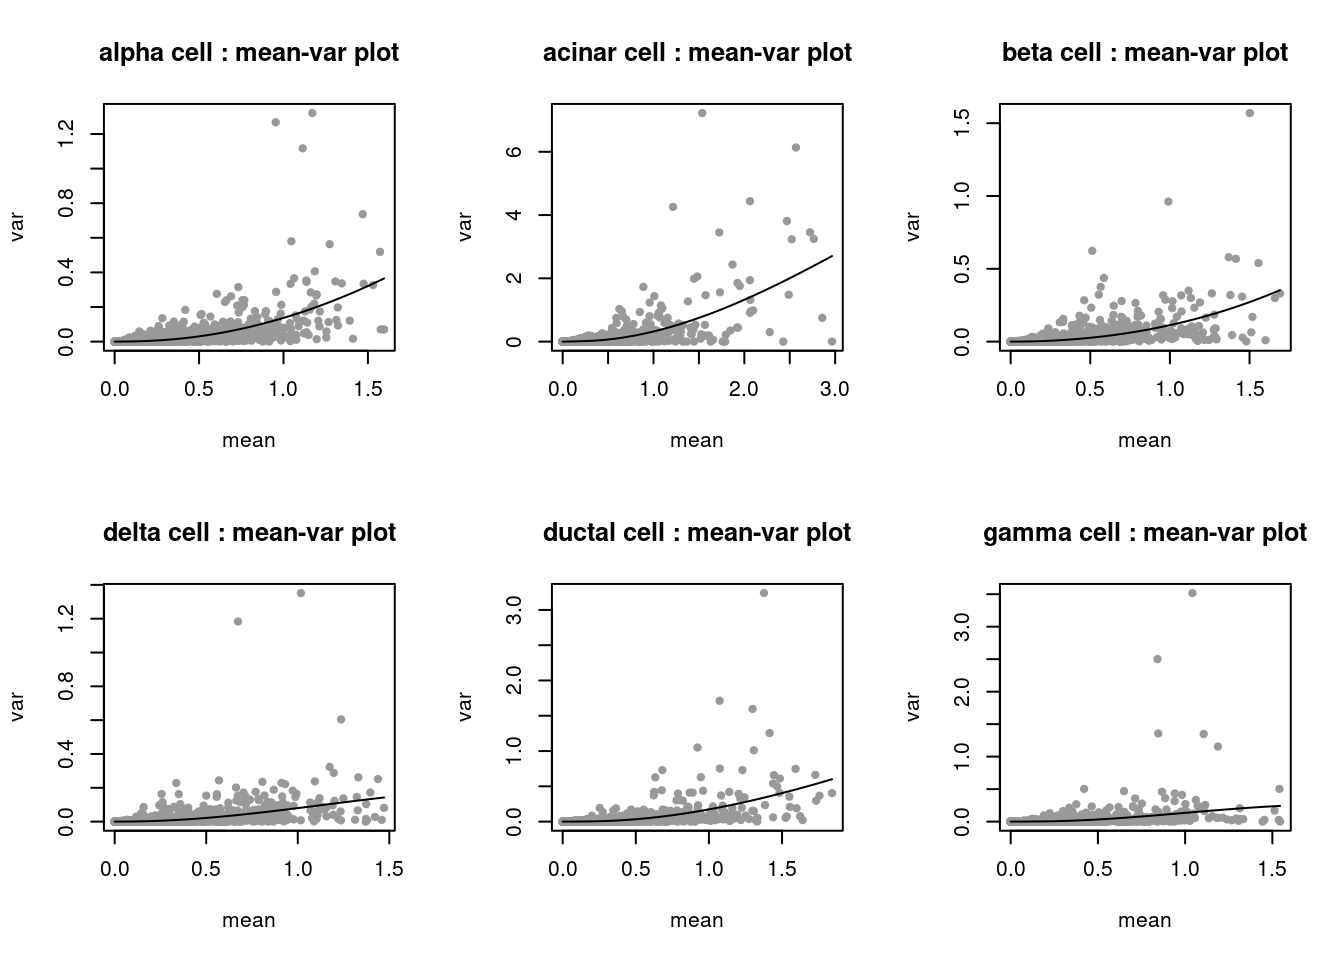 alpha cell : mean-var plot
var
0.0 0.4 0.8 1.2
0.0 0.5 1.0 1.5
mean
acinar cell : mean-var plot
var
0 2 4 6
0.0 1.0 2.0 3.0
mean
beta cell : mean-var plot
var
0.0 0.5 1.0 1.5
0.0 0.5 1.0 1.5
mean
delta cell : mean-var plot
var
0.0 0.4 0.8 1.2
0.0 0.5 1.0 1.5
mean
ductal cell : mean-var plot
var
0.0 1.0 2.0 3.0
0.0 0.5 1.0 1.5
mean
gamma cell : mean-var plot
var
0.0 1.0 2.0 3.0
0.0 0.5 1.0 1.5
mean